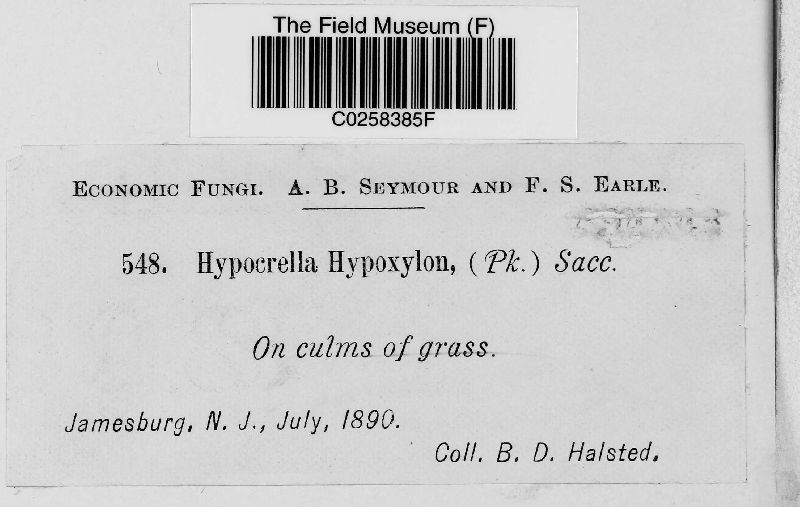 The Field Museum (F)
C0258385F
Economic Fungi. A. B. Seymour and F. S. Earle.
548. Hypocrella Hypoxylon, (Pk.) Sacc.
On culms of grass.
Jamesburg, N. J., July, 1890.
Coll. B. D. Halsted.